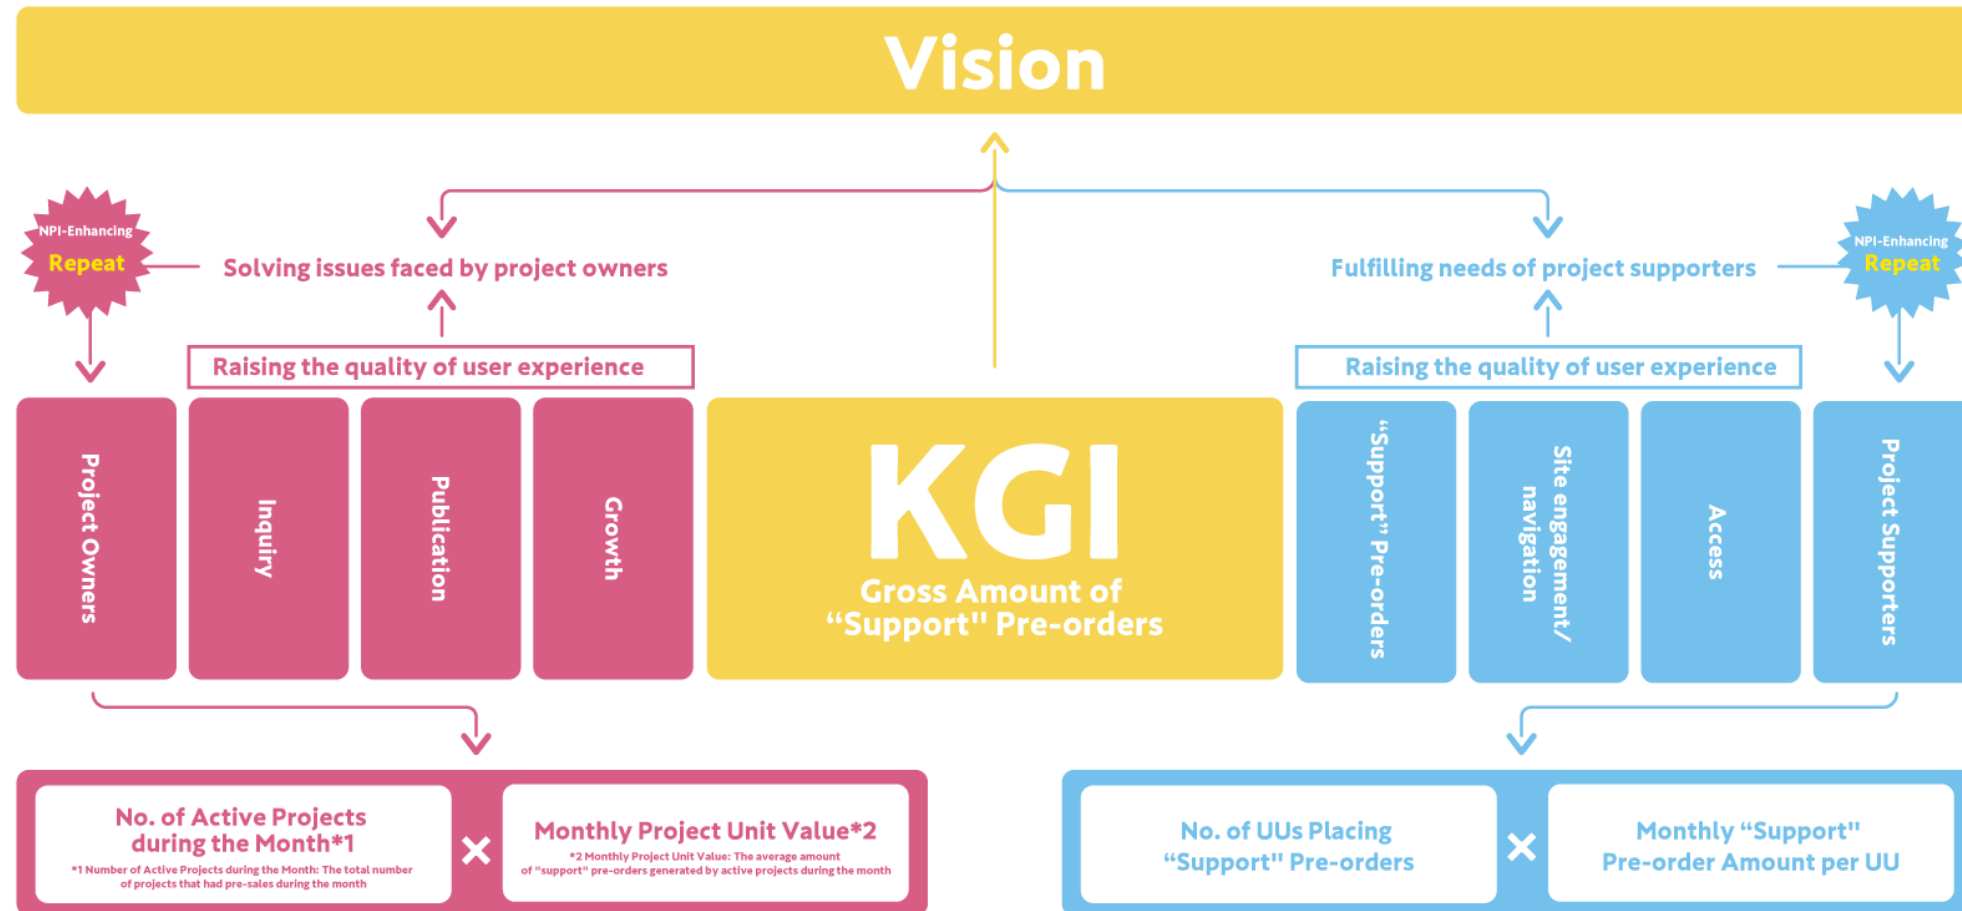 Vision
NPI-Enhancing
Repeat
Solving issues faced by project owners
Fulfilling needs of project supporters
NPI-Enhancing
Repeat
Raising the quality of user experience
Raising the quality of user experience
Project Owners
Inquiry
Publication
Growth
KGI
Gross Amount of
“Support" Pre-orders
“Support” Pre-orders
Site engagement/
navigation
Access
Project Supporters
No. of Active Projects
during the Month*1
*1 Number of Active Projects during the Month: The total number
of projects that had pre-sales during the month
×
Monthly Project Unit Value*2
*2 Monthly Project Unit Value: The average amount
of "support" pre-orders generated by active projects during the month
No. of UUs Placing
“Support" Pre-orders
×
Monthly “Support"
Pre-order Amount per UU